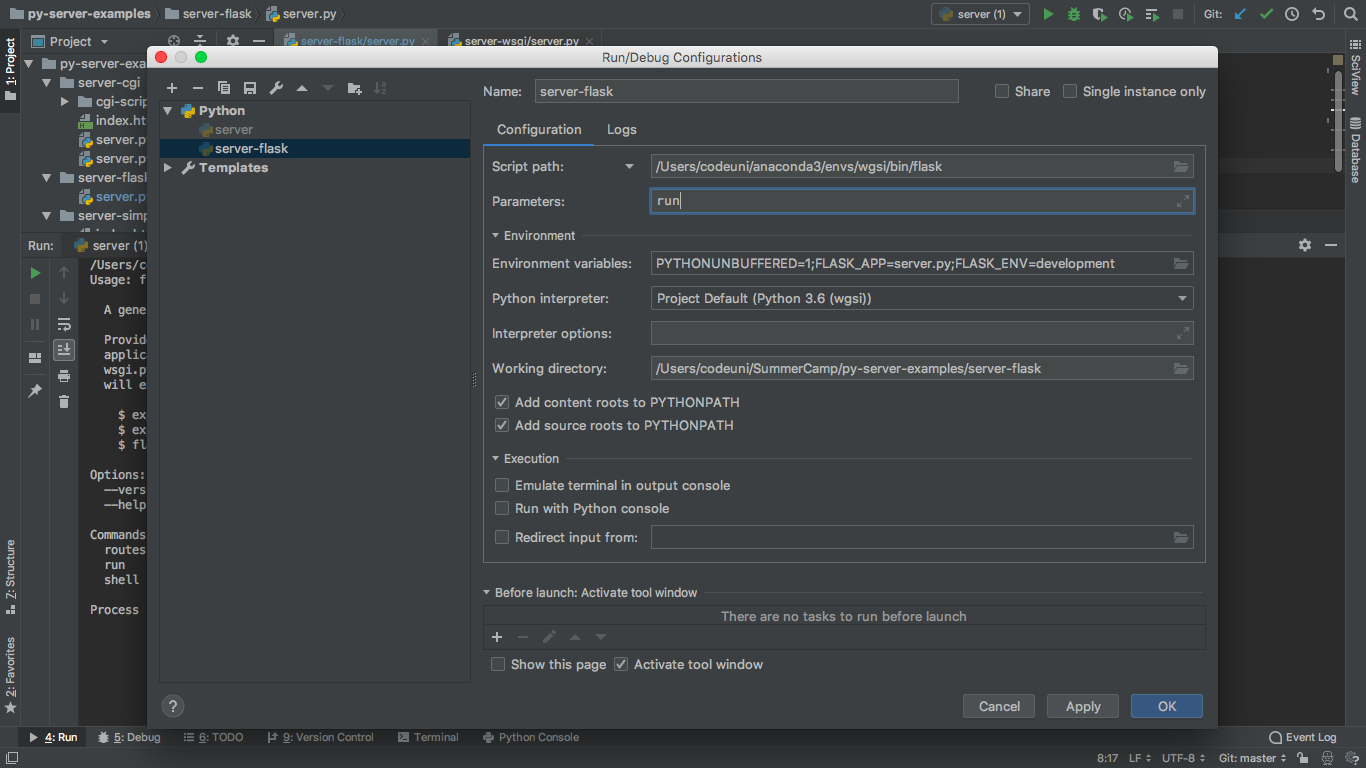 py-server-examples server-flask server.py server (1) Git:
1: Project Project server-flask/server.py server-wsgi/server.py SciView
Run/Debug Configurations
py-server-exa
server-cgi
cgi-scrip
index.ht
server.py
server.py
server-flask
server.py
server-simp
Python
server
server-flask
Templates
Name: server-flask Share Single instance only
Configuration Logs
Script path: /Users/codeuni/anaconda3/envs/wgsi/bin/flask
Parameters: run
Environment
Environment variables: PYTHONUNBUFFERED=1;FLASK_APP=server.py;FLASK_ENV=development
Python interpreter: Project Default (Python 3.6 (wgsi))
Interpreter options:
Working directory: /Users/codeuni/SummerCamp/py-server-examples/server-flask
Add content roots to PYTHONPATH
Add source roots to PYTHONPATH
Execution
Emulate terminal in output console
Run with Python console
Redirect input from:
Before launch: Activate tool window
There are no tasks to run before launch
Show this page Activate tool window
? Cancel Apply OK
Database
Run: server (1)
/Users/c
Usage: f
A gene
Provid
applic
wsgi.p
will e
$ ex
$ ex
$ fl
Options:
--vers
--help
Commands
routes
run
shell
Process
7: Structure
2: Favorites
4: Run 5: Debug 6: TODO 9: Version Control Terminal Python Console Event Log
8:17 LF UTF-8 Git: master